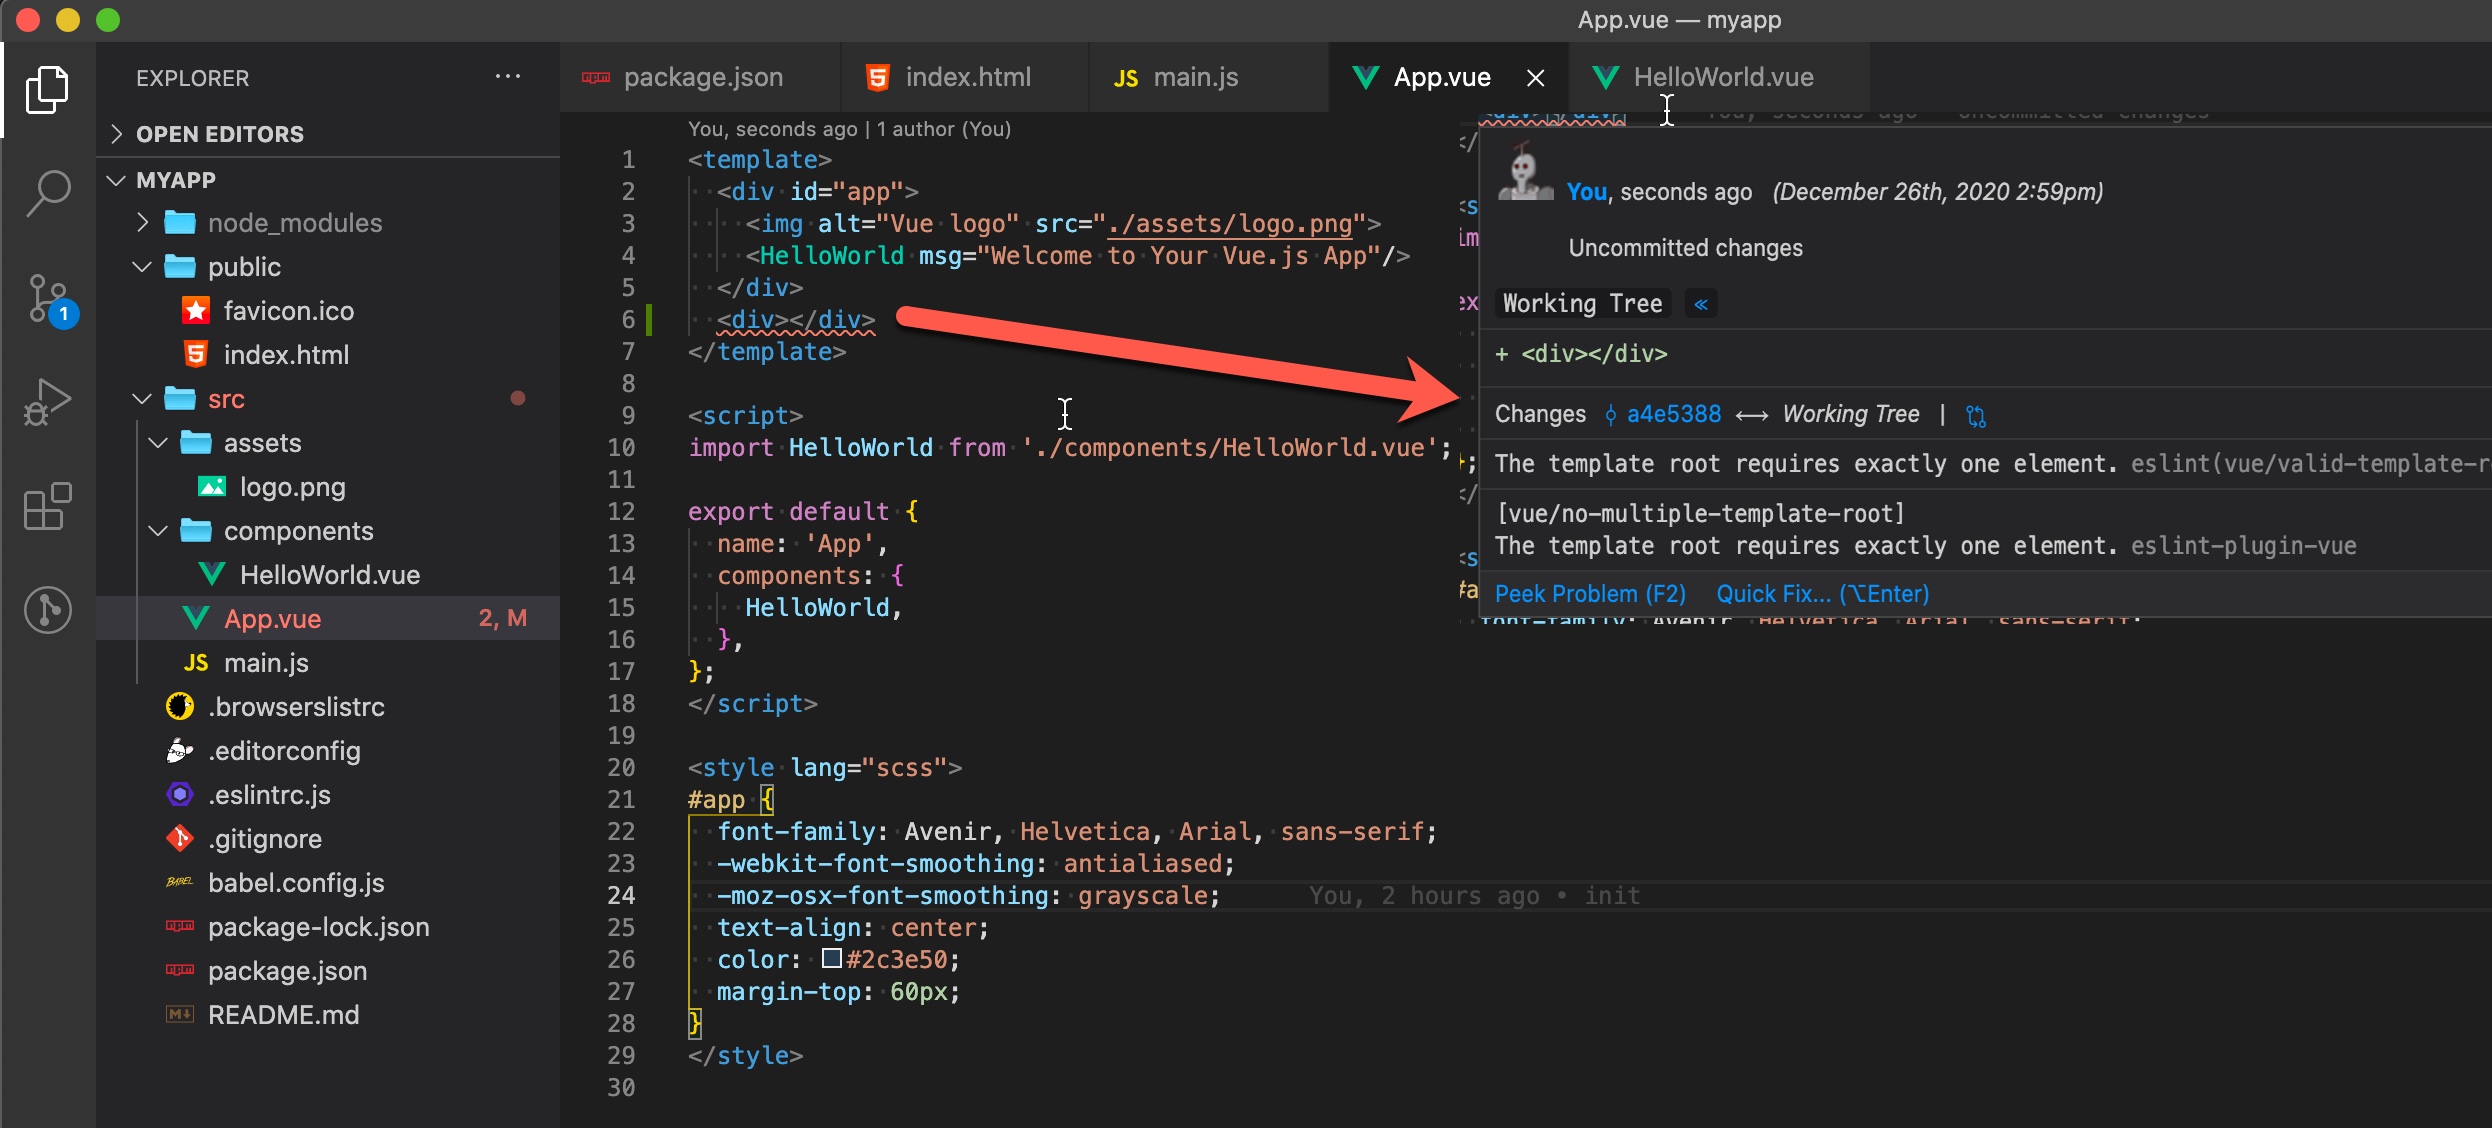 App.vue — myapp
EXPLORER
OPEN EDITORS
MYAPP
node_modules
public
favicon.ico
index.html
src
assets
logo.png
components
HelloWorld.vue
App.vue 2, M
main.js
.browserslistrc
.editorconfig
.eslintrc.js
.gitignore
babel.config.js
package-lock.json
package.json
README.md
1
package.json index.html JS main.js App.vue HelloWorld.vue
You, seconds ago | 1 author (You)
1 <template>
2 <div id="app">
3 <img alt="Vue logo" src="./assets/logo.png">
4 <HelloWorld msg="Welcome to Your Vue.js App"/>
5 </div>
6 <div></div>
7 </template>
8
9 <script>
10 import HelloWorld from './components/HelloWorld.vue';
11
12 export default {
13 name: 'App',
14 components: {
15 HelloWorld,
16 },
17 };
18 </script>
19
20 <style lang="scss">
21 #app {
22 font-family: Avenir, Helvetica, Arial, sans-serif;
23 -webkit-font-smoothing: antialiased;
24 -moz-osx-font-smoothing: grayscale; You, 2 hours ago • init
25 text-align: center;
26 color: #2c3e50;
27 margin-top: 60px;
28 }
29 </style>
30
You, seconds ago (December 26th, 2020 2:59pm)
Uncommitted changes
Working Tree «
+ <div></div>
Changes a4e5388 ⟷ Working Tree |
The template root requires exactly one element. eslint(vue/valid-template-r
[vue/no-multiple-template-root]
The template root requires exactly one element. eslint-plugin-vue
Peek Problem (F2) Quick Fix... (⌥Enter)